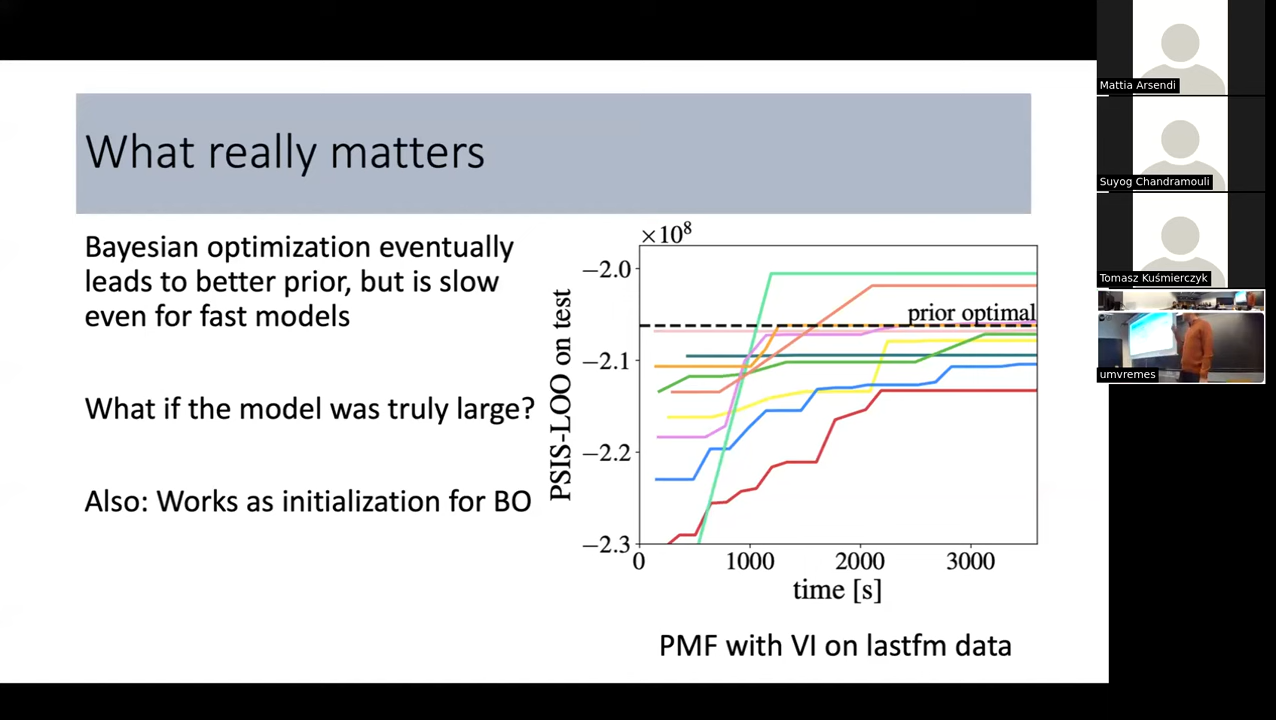 What really matters
Bayesian optimization eventually
leads to better prior, but is slow
even for fast models
What if the model was truly large?
Also: Works as initialization for BO
×10⁸
−2.0
−2.1
−2.2
−2.3
PSIS-LOO on test
prior optimal
0
1000
2000
3000
time [s]
PMF with VI on lastfm data
Mattia Arsendi
Suyog Chandramouli
Tomasz Kuśmierczyk
umvremes